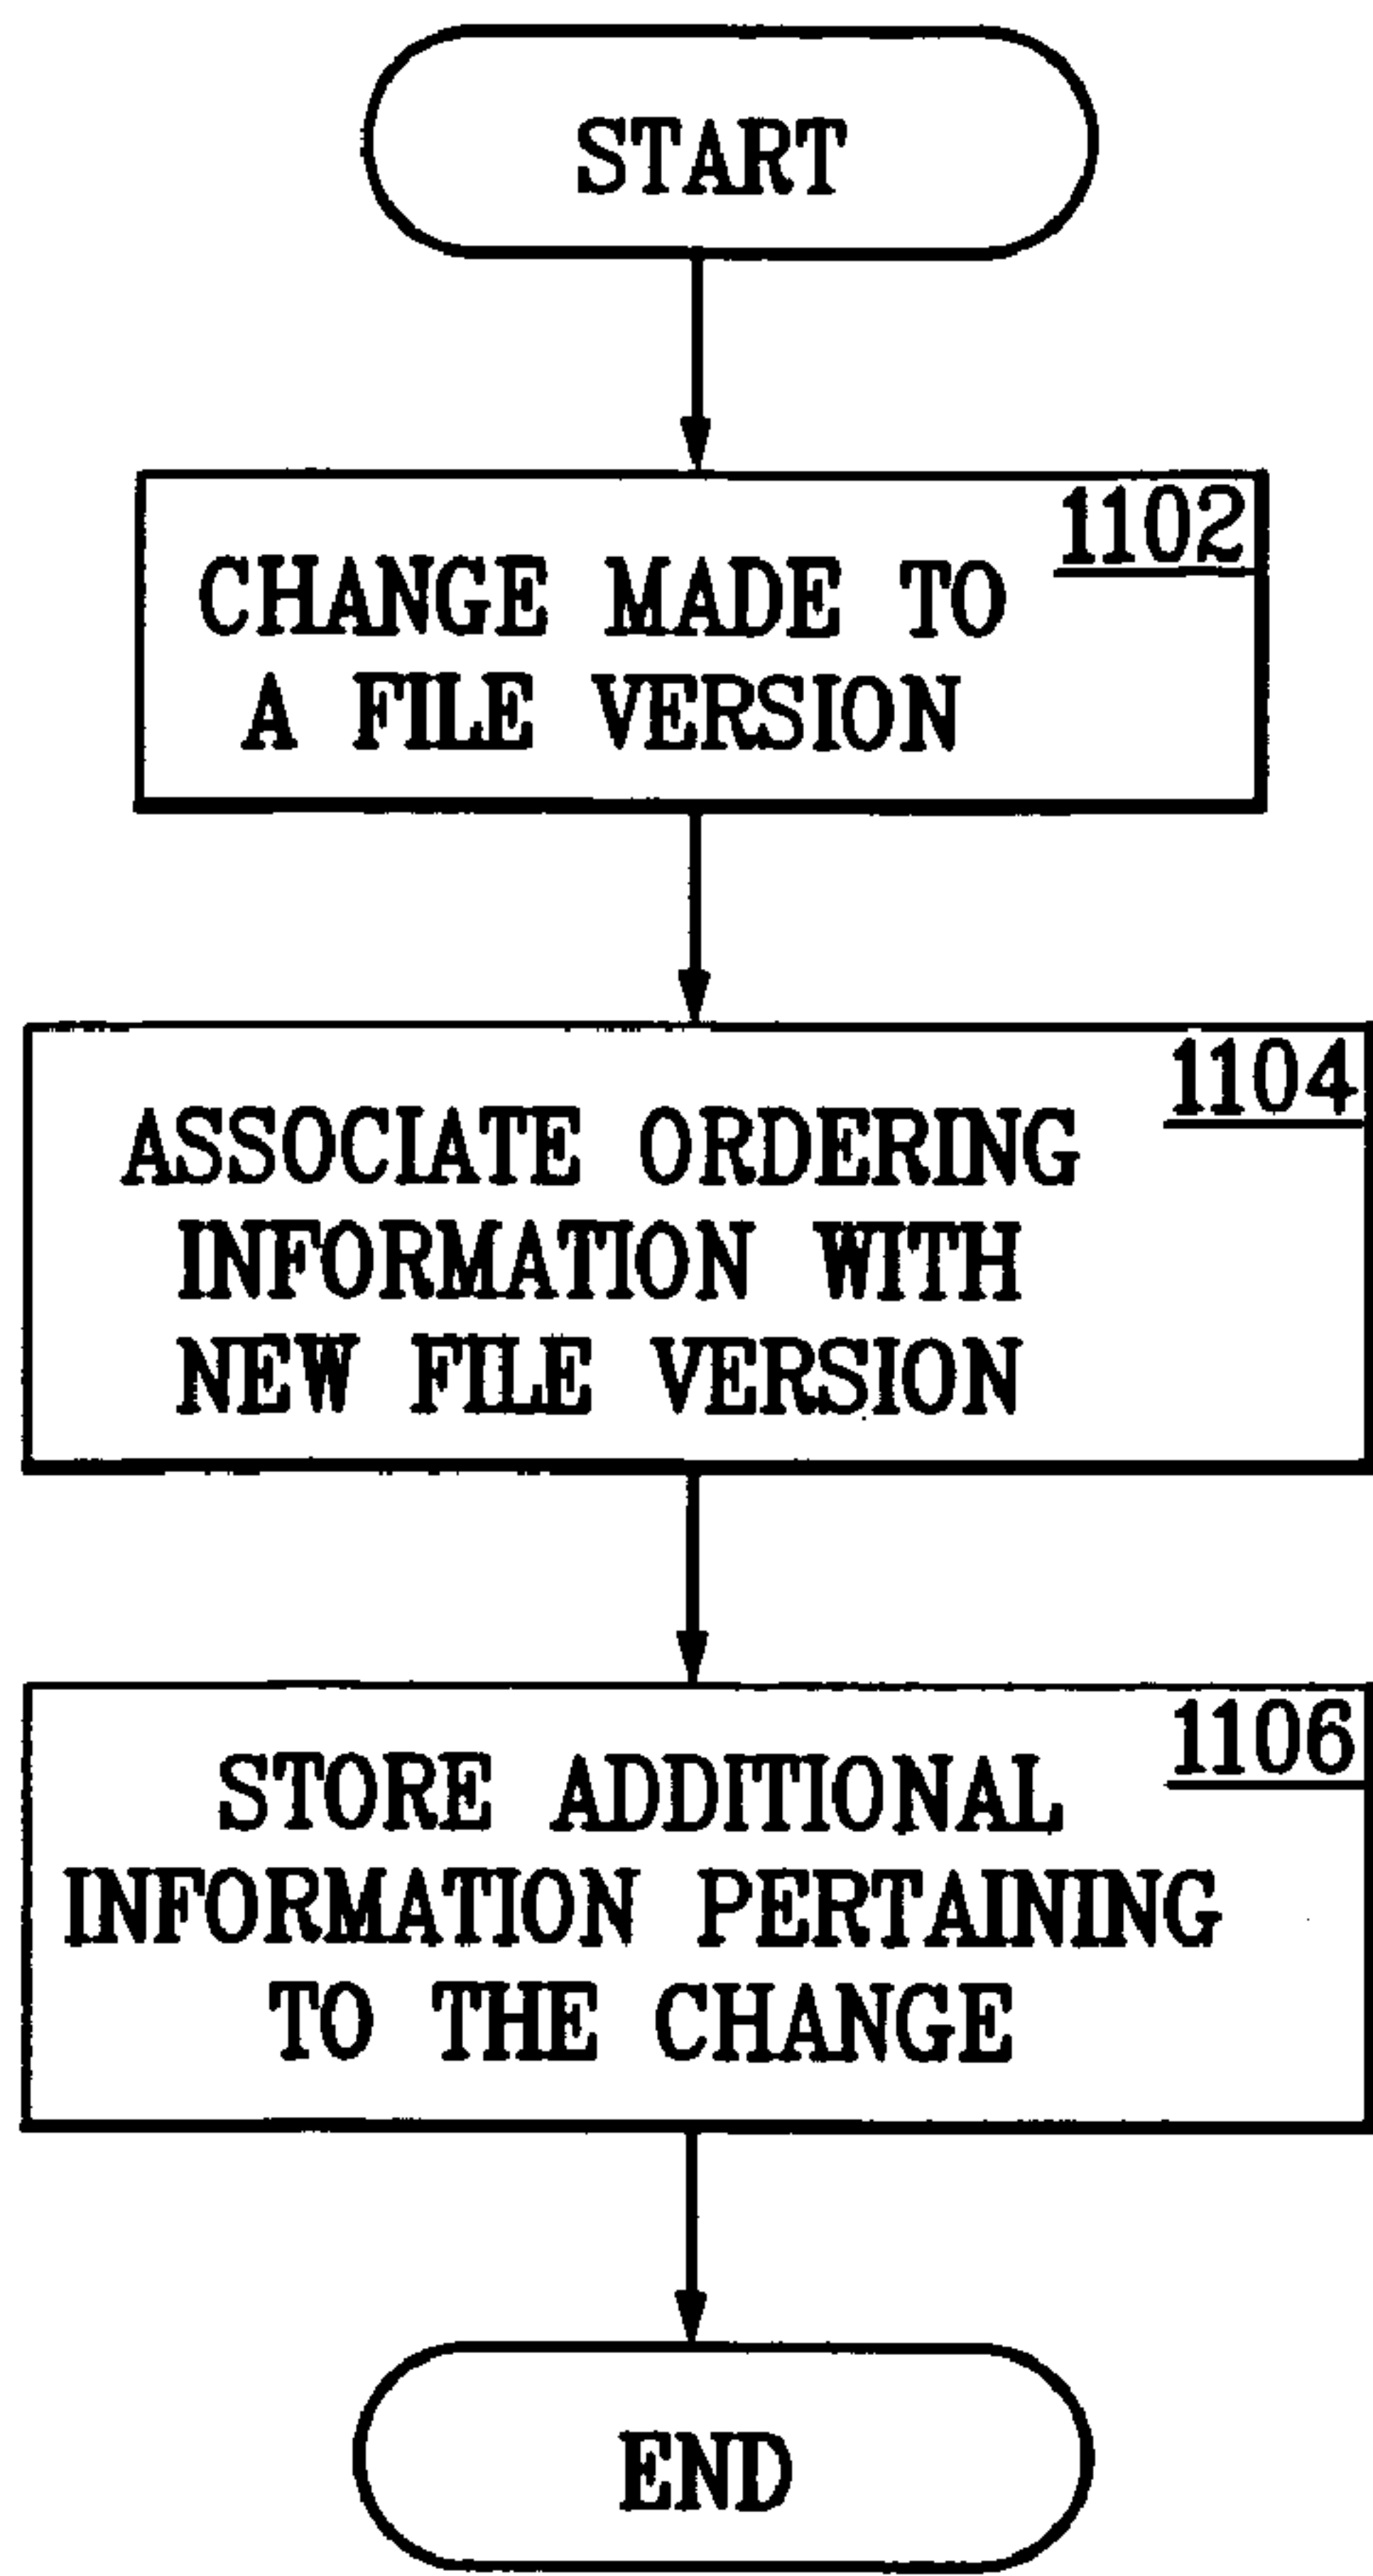 START
1102
CHANGE MADE TO
A FILE VERSION
1104
ASSOCIATE ORDERING
INFORMATION WITH
NEW FILE VERSION
1106
STORE ADDITIONAL
INFORMATION PERTAINING
TO THE CHANGE
END